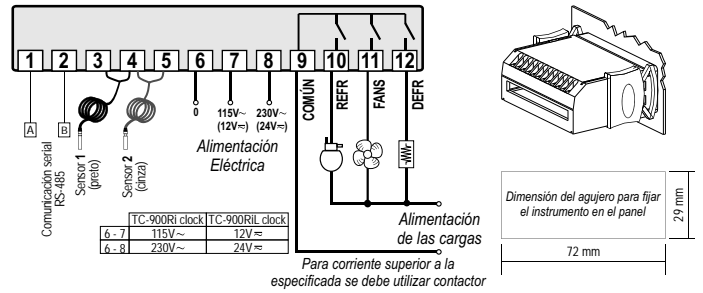 1 2 3 4 5 6 7 8 9 10 11 12
A
B
Comunicación serial
RS-485
Sensor 1
(preto)
Sensor 2
(cinza)
0
115V~
(12V≂)
230V~
(24V≂)
Alimentación
Eléctrica
COMÚN
REFR
FANS
DEFR
TC-900Ri clock TC-900RiL clock
6 - 7 115V~ 12V≂
6 - 8 230V~ 24V≂
Alimentación
de las cargas
Para corriente superior a la
especificada se debe utilizar contactor
Dimensión del agujero para fijar
el instrumento en el panel
29 mm
72 mm